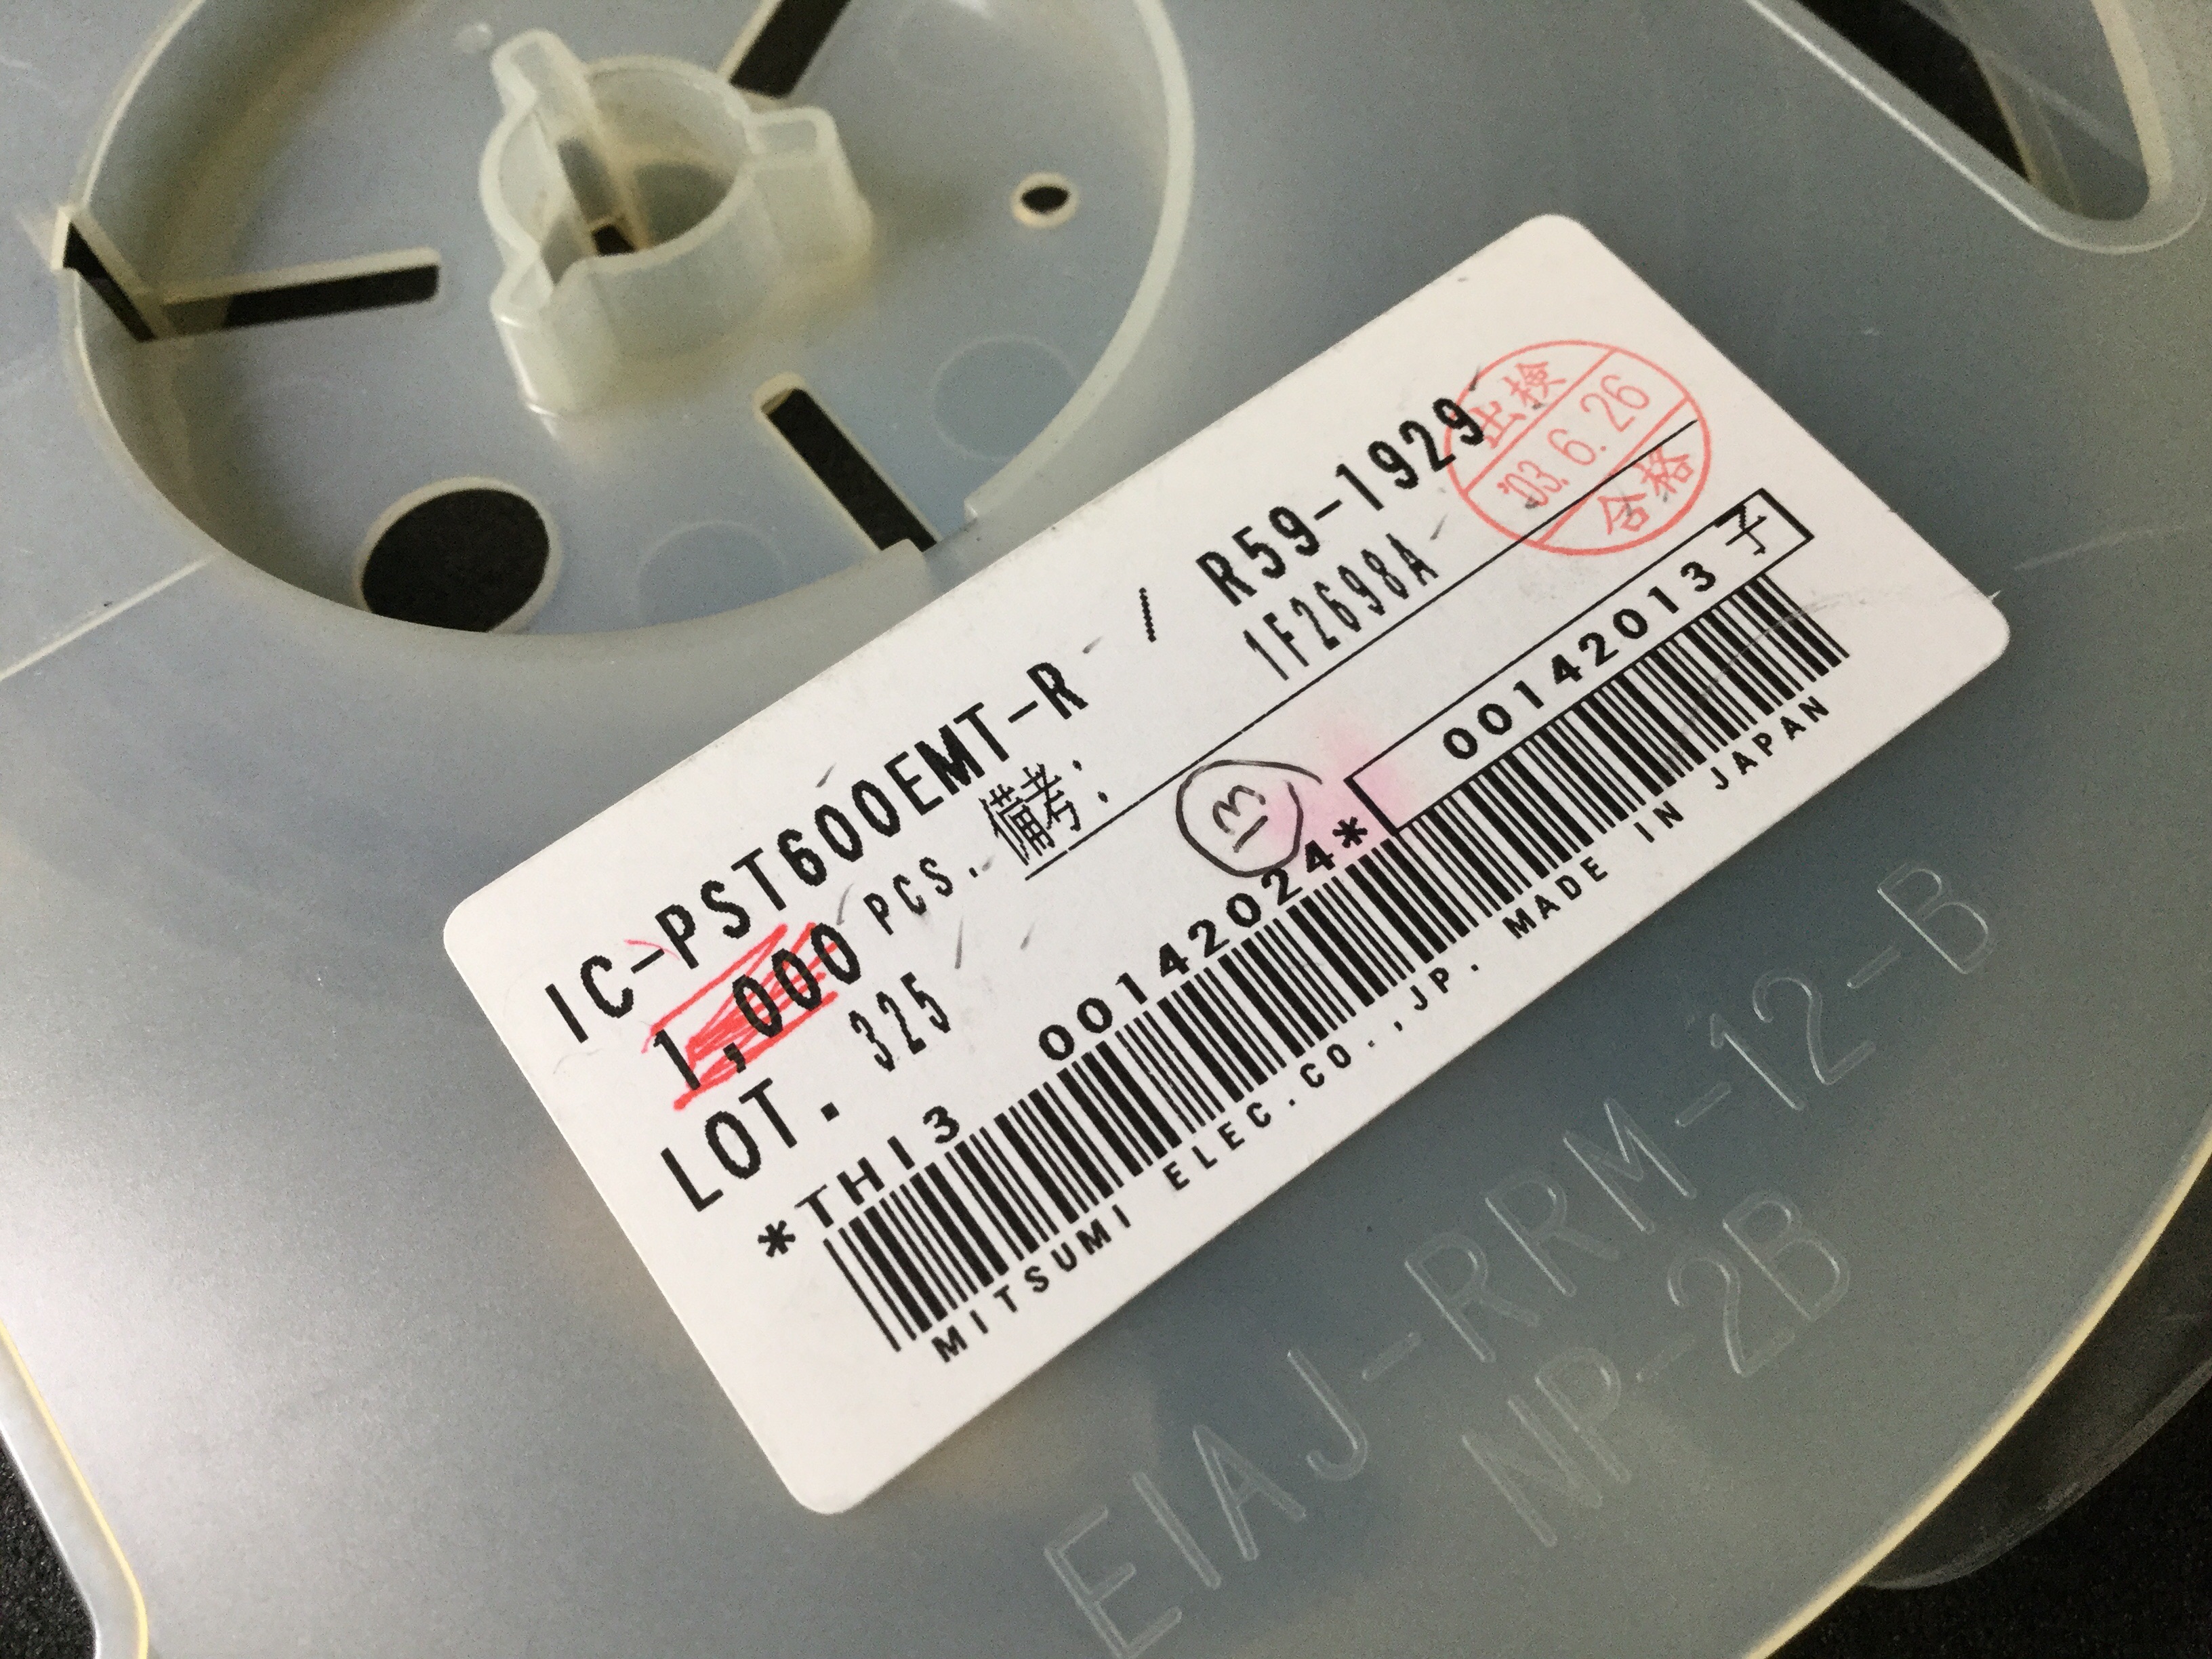 IC-PST600EMT-R / R59-1929
1,000 PCS. 備考: 1F2698A
LOT. 325
出検
'03. 6. 26
合格
00142013 子
*THI3 00142024*
MITSUMI ELEC.CO.,JP. MADE IN JAPAN
EIAJ-RRM-12-B
NP-2B